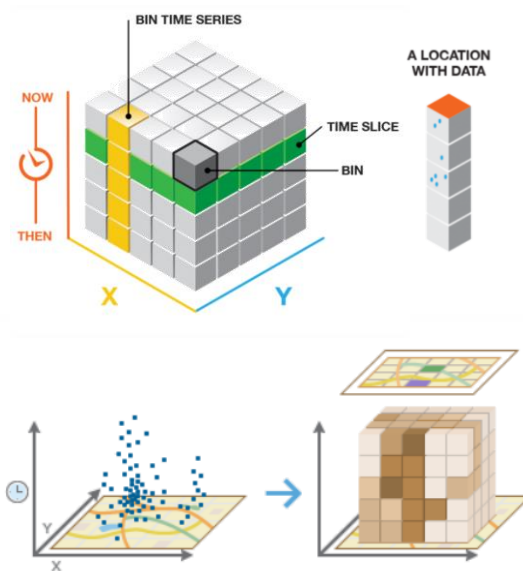 BIN TIME SERIES
A LOCATION
WITH DATA
NOW
TIME SLICE
BIN
THEN
X
Y
Y
X